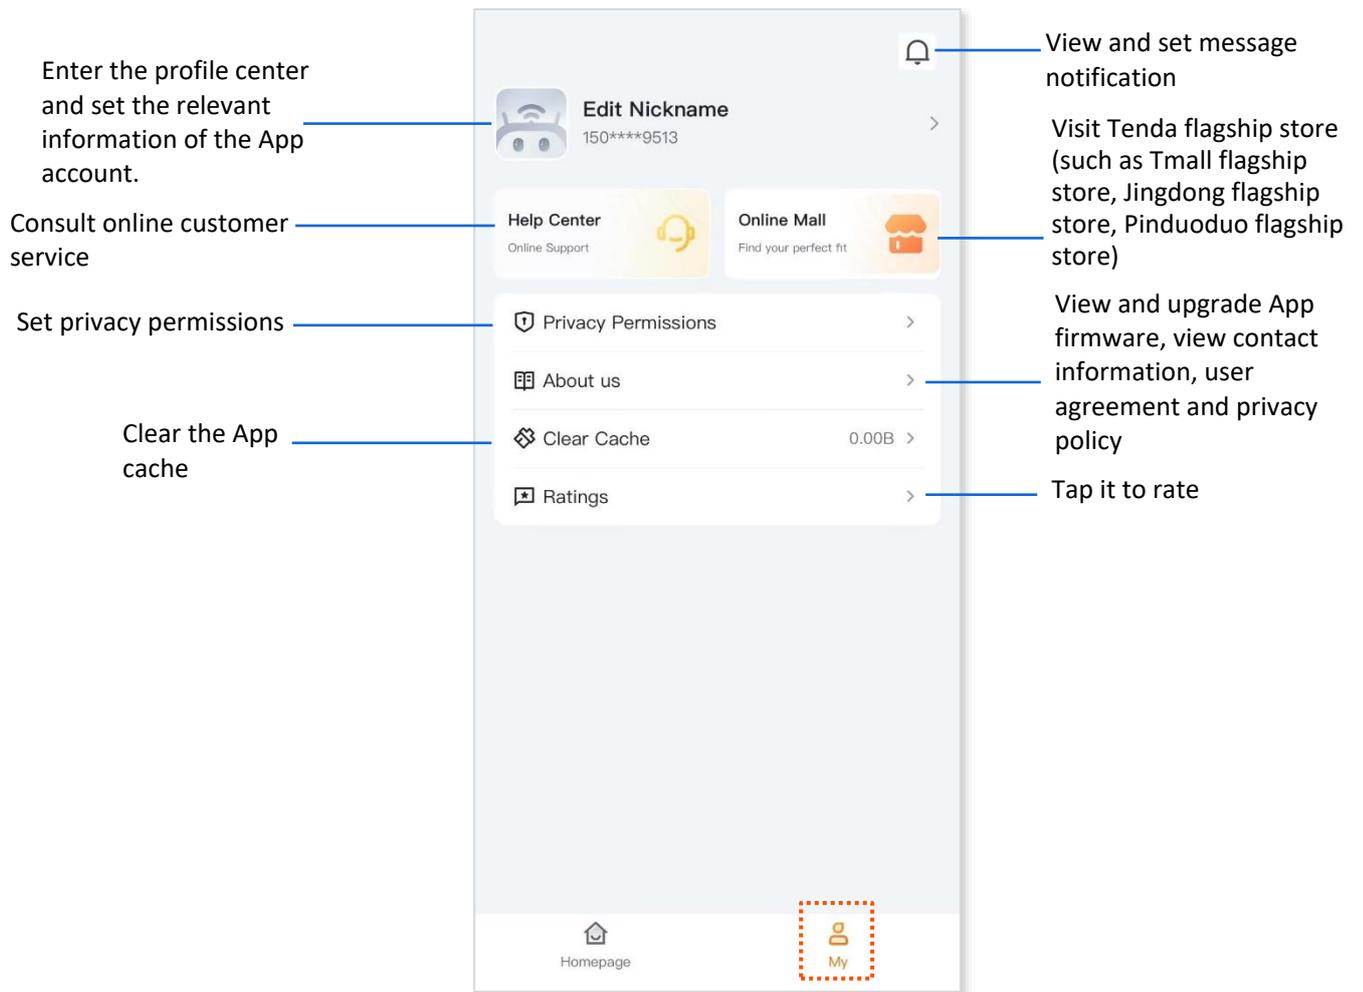 Enter the profile center
and set the relevant
information of the App
account.
Consult online customer
service
Set privacy permissions
Clear the App
cache
Edit Nickname
150****9513
Help Center
Online Support
Online Mall
Find your perfect fit
Privacy Permissions
About us
Clear Cache 0.00B
Ratings
Homepage
My
View and set message
notification
Visit Tenda flagship store
(such as Tmall flagship
store, Jingdong flagship
store, Pinduoduo flagship
store)
View and upgrade App
firmware, view contact
information, user
agreement and privacy
policy
Tap it to rate